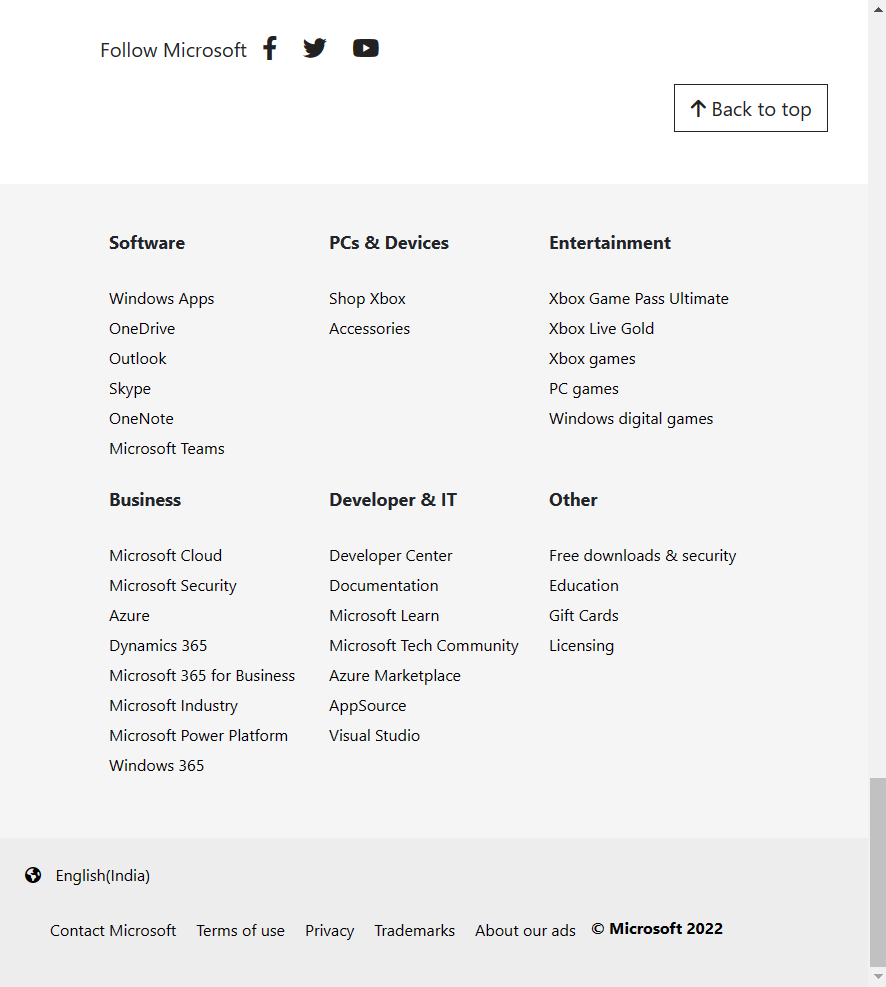 Follow Microsoft
Back to top
Software
Windows Apps
OneDrive
Outlook
Skype
OneNote
Microsoft Teams
PCs & Devices
Shop Xbox
Accessories
Entertainment
Xbox Game Pass Ultimate
Xbox Live Gold
Xbox games
PC games
Windows digital games
Business
Microsoft Cloud
Microsoft Security
Azure
Dynamics 365
Microsoft 365 for Business
Microsoft Industry
Microsoft Power Platform
Windows 365
Developer & IT
Developer Center
Documentation
Microsoft Learn
Microsoft Tech Community
Azure Marketplace
AppSource
Visual Studio
Other
Free downloads & security
Education
Gift Cards
Licensing
English(India)
Contact Microsoft Terms of use Privacy Trademarks About our ads © Microsoft 2022